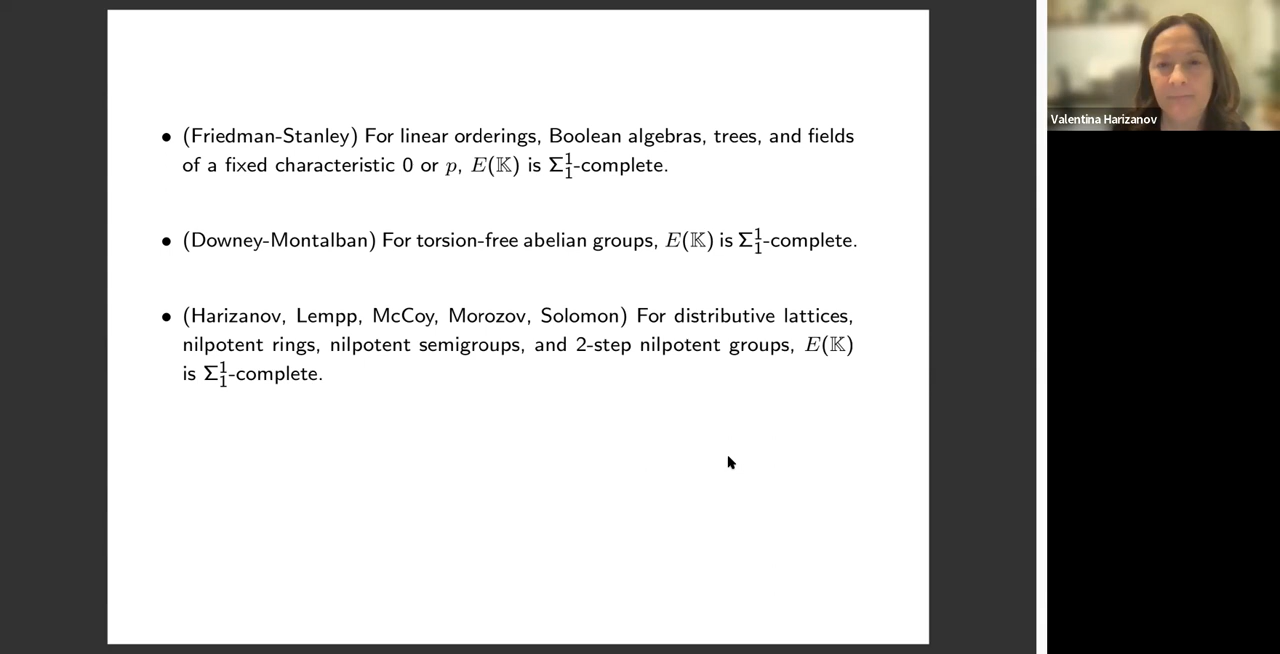 • (Friedman-Stanley) For linear orderings, Boolean algebras, trees, and fields
of a fixed characteristic 0 or p, E(𝕂) is Σ¹₁-complete.
• (Downey-Montalban) For torsion-free abelian groups, E(𝕂) is Σ¹₁-complete.
• (Harizanov, Lempp, McCoy, Morozov, Solomon) For distributive lattices,
nilpotent rings, nilpotent semigroups, and 2-step nilpotent groups, E(𝕂)
is Σ¹₁-complete.
Valentina Harizanov